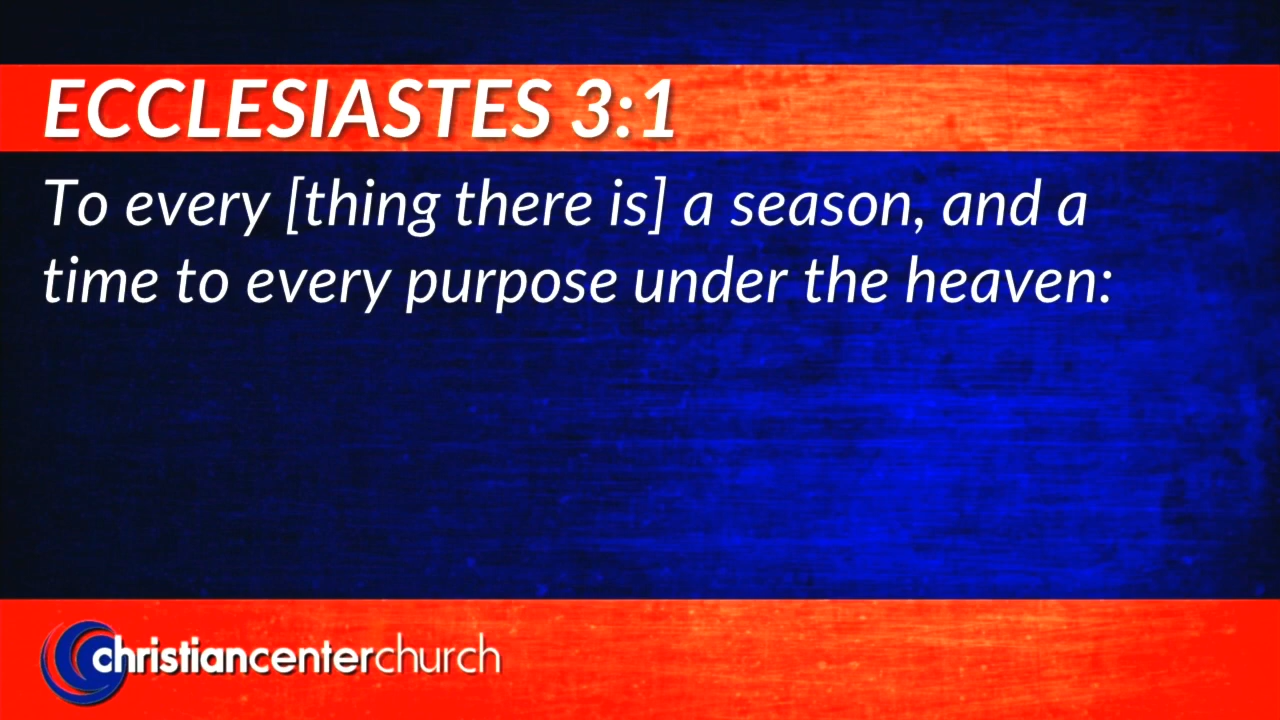 ECCLESIASTES 3:1
To every [thing there is] a season, and a
time to every purpose under the heaven:
christiancenterchurch